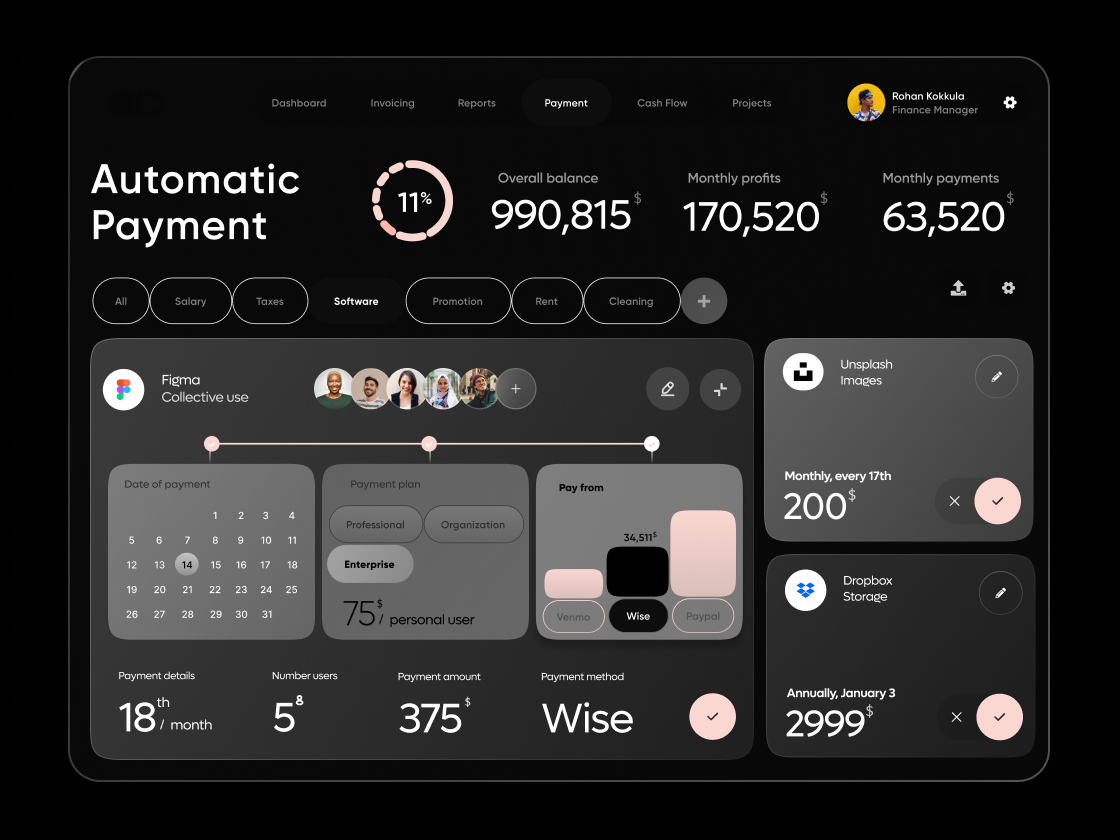 Dashboard
Invoicing
Reports
Payment
Cash Flow
Projects
Rohan Kokkula
Finance Manager
Automatic
Payment
11%
Overall balance
990,815$
Monthly profits
170,520$
Monthly payments
63,520$
All
Salary
Taxes
Software
Promotion
Rent
Cleaning
+
Figma
Collective use
+
Date of payment
1 2 3 4
5 6 7 8 9 10 11
12 13 14 15 16 17 18
19 20 21 22 23 24 25
26 27 28 29 30 31
Payment plan
Professional
Organization
Enterprise
75$/ personal user
Pay from
34,511$
Venmo
Wise
Paypal
Payment details
18th / month
Number users
5⁸
Payment amount
375$
Payment method
Wise
Unsplash
Images
Monthly, every 17th
200$
Dropbox
Storage
Annually, January 3
2999$